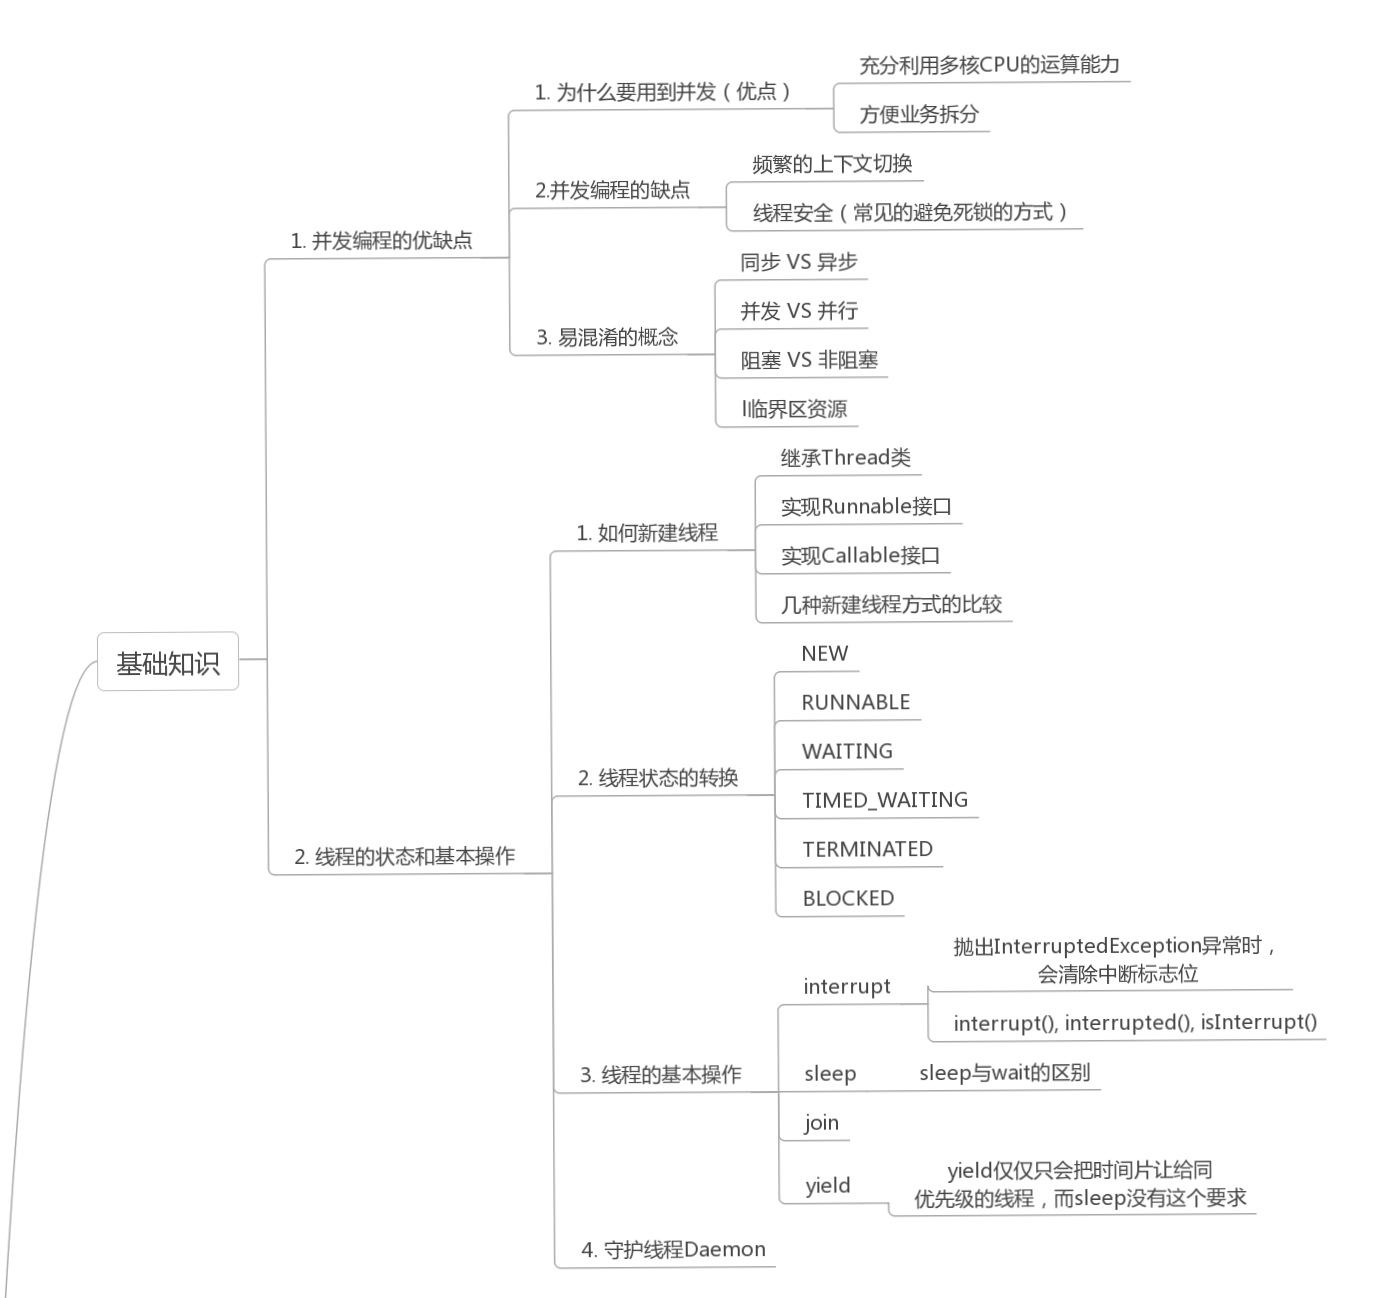 基础知识
1. 并发编程的优缺点
1. 为什么要用到并发（优点）
充分利用多核CPU的运算能力
方便业务拆分
2.并发编程的缺点
频繁的上下文切换
线程安全（常见的避免死锁的方式）
3. 易混淆的概念
同步 VS 异步
并发 VS 并行
阻塞 VS 非阻塞
l临界区资源
2. 线程的状态和基本操作
1. 如何新建线程
继承Thread类
实现Runnable接口
实现Callable接口
几种新建线程方式的比较
2. 线程状态的转换
NEW
RUNNABLE
WAITING
TIMED_WAITING
TERMINATED
BLOCKED
3. 线程的基本操作
interrupt
抛出InterruptedException异常时，
会清除中断标志位
interrupt(), interrupted(), isInterrupt()
sleep
sleep与wait的区别
join
yield
yield仅仅只会把时间片让给同
优先级的线程，而sleep没有这个要求
4. 守护线程Daemon